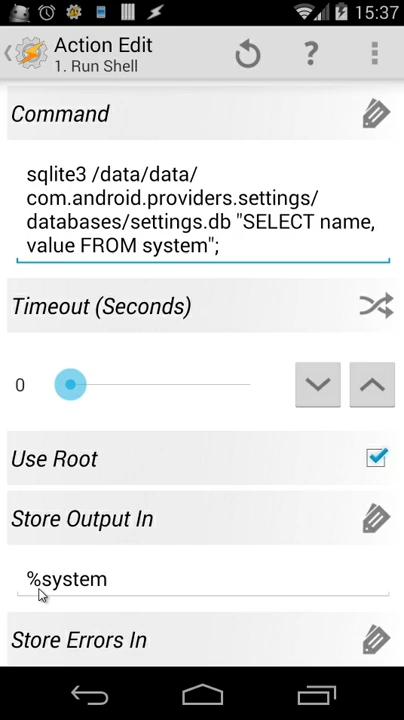 15:37
Action Edit
1. Run Shell
Command
sqlite3 /data/data/
com.android.providers.settings/
databases/settings.db "SELECT name,
value FROM system";
Timeout (Seconds)
0
Use Root
Store Output In
%system
Store Errors In